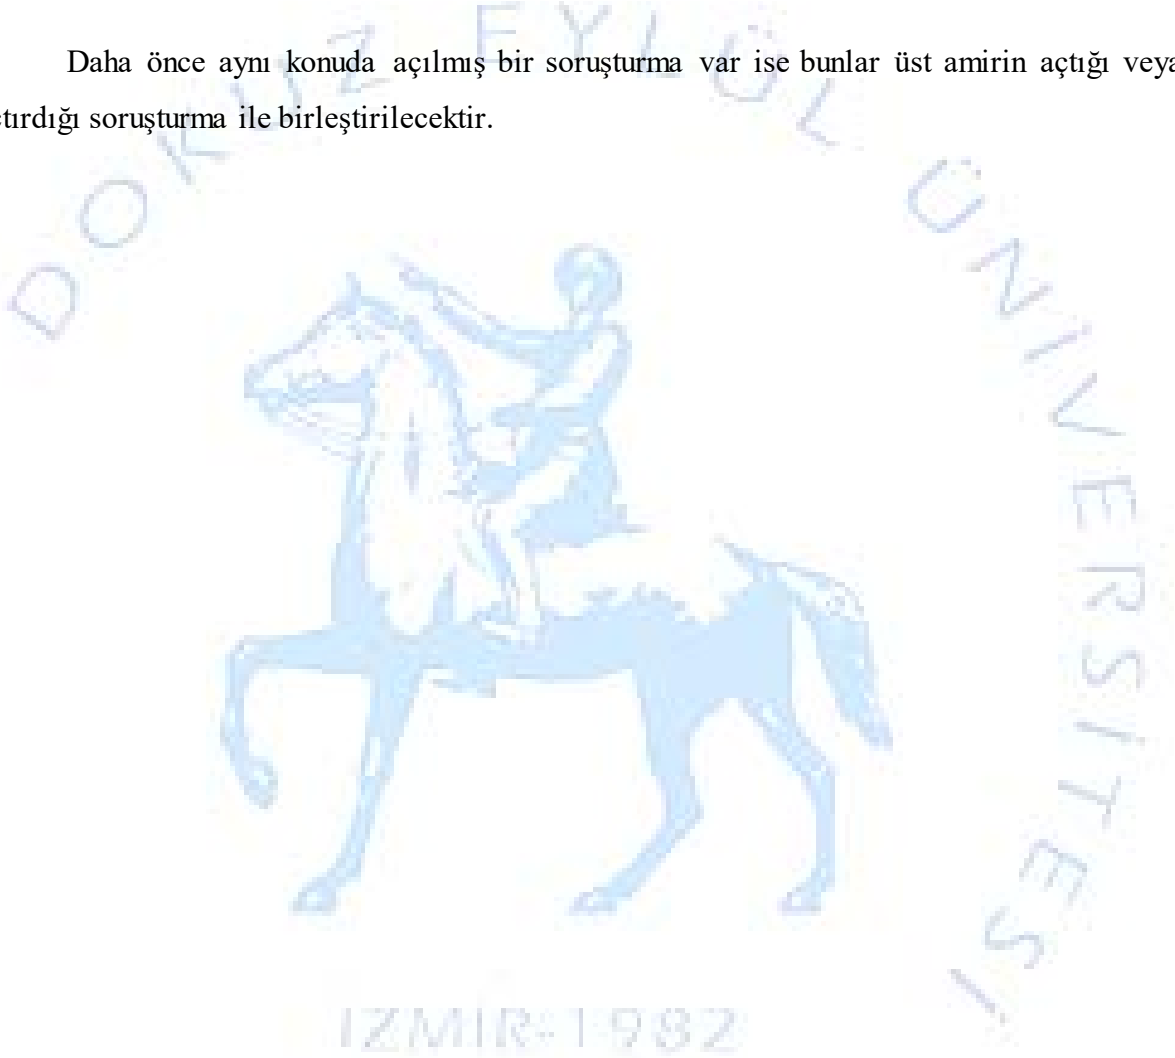 Daha önce aynı konuda açılmış bir soruşturma var ise bunlar üst amirin açtığı veya
tırdığı soruşturma ile birleştirilecektir.
DOKUZ EYLÜL ÜNİVERSİTESİ
İZMİR-1982